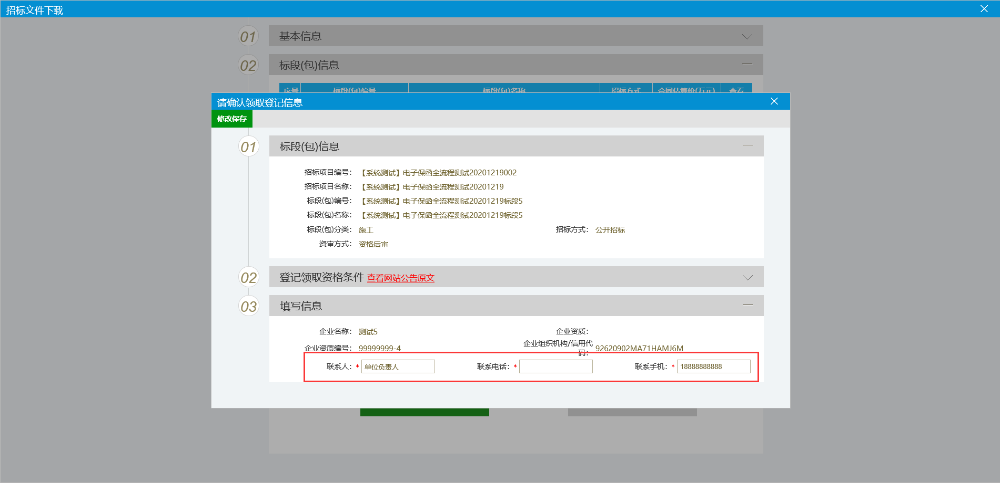 招标文件下载
01 基本信息
02 标段(包)信息
序号 标段(包)编号 标段(包)名称 招标方式 合同估算价(万元) 查看
请确认领取登记信息
修改保存
01 标段(包)信息
招标项目编号： 【系统测试】电子保函全流程测试20201219002
招标项目名称： 【系统测试】电子保函全流程测试20201219
标段(包)编号： 【系统测试】电子保函全流程测试20201219标段5
标段(包)名称： 【系统测试】电子保函全流程测试20201219标段5
标段(包)分类： 施工 招标方式： 公开招标
资审方式： 资格后审
02 登记领取资格条件 查看网站公告原文
03 填写信息
企业名称： 测试5 企业资质：
企业资质编号： 99999999-4 企业组织机构/信用代码： 92620902MA71HAMJ6M
联系人：* 单位负责人 联系电话：* 联系手机：* 18888888888